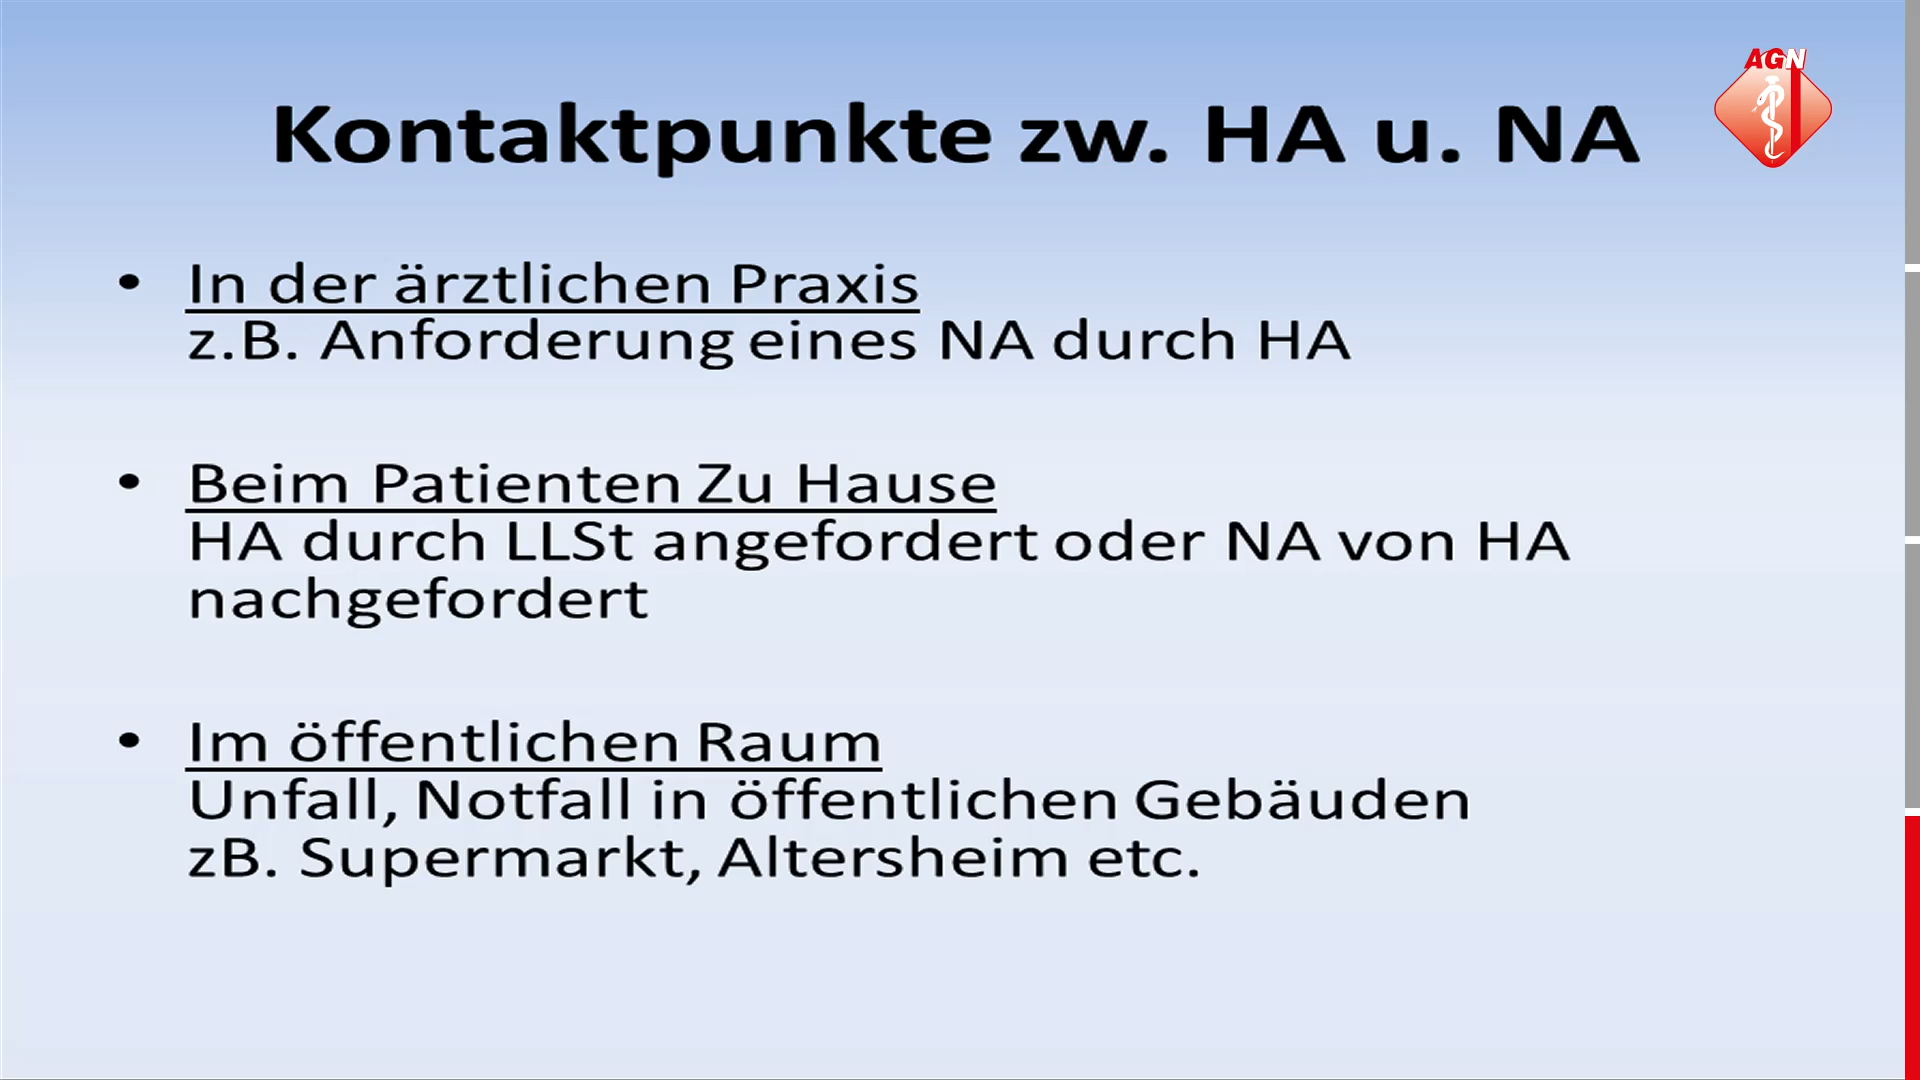 AGN
Kontaktpunkte zw. HA u. NA
• In der ärztlichen Praxis
z.B. Anforderung eines NA durch HA
• Beim Patienten Zu Hause
HA durch LLSt angefordert oder NA von HA
nachgefordert
• Im öffentlichen Raum
Unfall, Notfall in öffentlichen Gebäuden
zB. Supermarkt, Altersheim etc.